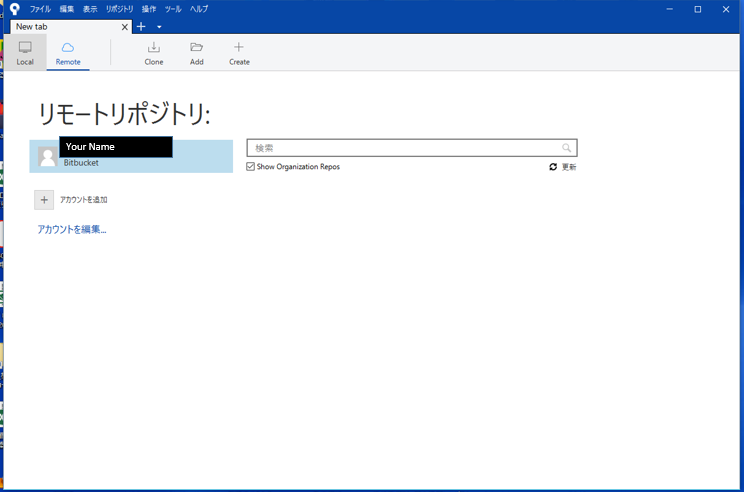 ファイル 編集 表示 リポジトリ 操作 ツール ヘルプ
New tab
Local Remote Clone Add Create
リモートリポジトリ:
Your Name
Bitbucket
検索
Show Organization Repos 更新
アカウントを追加
アカウントを編集...